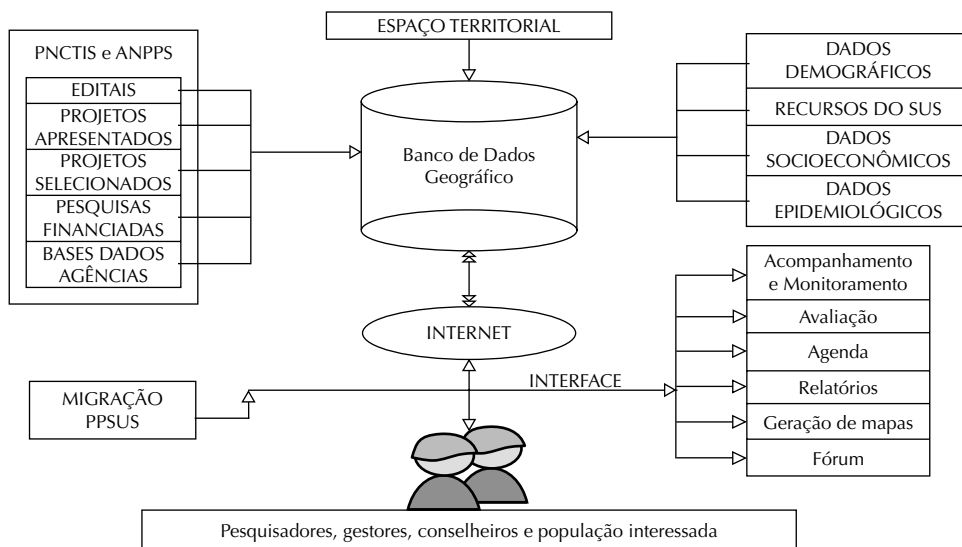 ESPAÇO TERRITORIAL
PNCTIS e ANPPS
EDITAIS
PROJETOS
APRESENTADOS
PROJETOS
SELECIONADOS
PESQUISAS
FINANCIADAS
BASES DADOS
AGÊNCIAS
Banco de Dados
Geográfico
DADOS
DEMOGRÁFICOS
RECURSOS DO SUS
DADOS
SOCIOECONÔMICOS
DADOS
EPIDEMIOLÓGICOS
INTERNET
Acompanhamento
e Monitoramento
Avaliação
Agenda
Relatórios
Geração de mapas
Fórum
INTERFACE
MIGRAÇÃO
PPSUS
Pesquisadores, gestores, conselheiros e população interessada